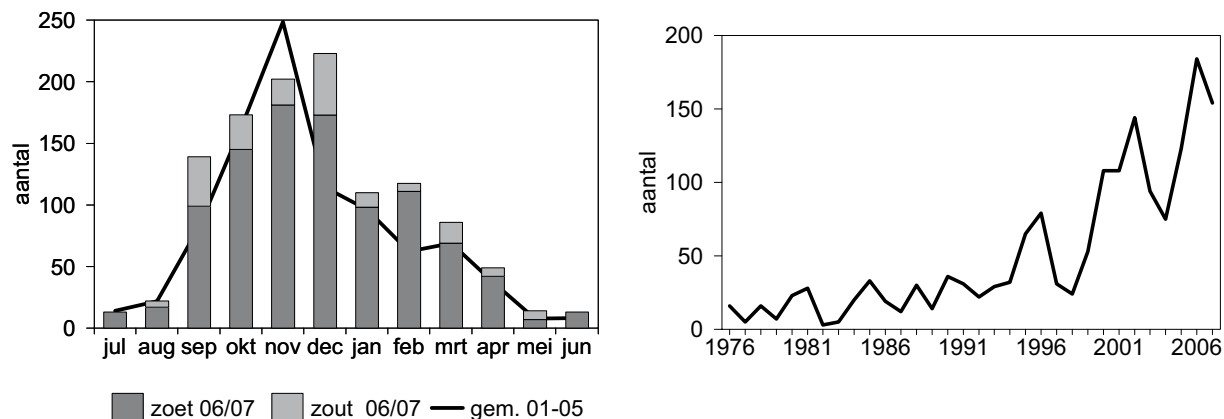 250
200
150
100
50
0
aantal
jul aug sep okt nov dec jan feb mrt apr mei jun
zoet 06/07 zout 06/07 gem. 01-05
200
150
100
50
0
aantal
1976 1981 1986 1991 1996 2001 2006